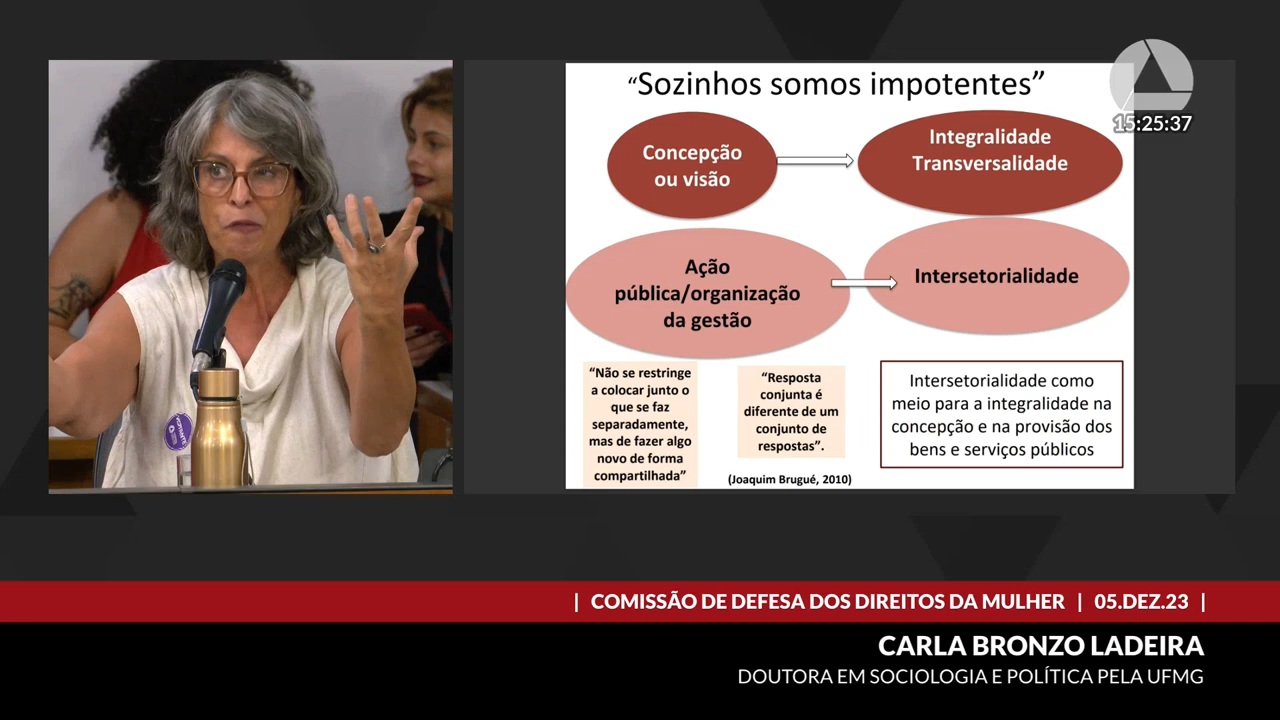 “Sozinhos somos impotentes”
15:25:37
Concepção
ou visão
Integralidade
Transversalidade
Ação
pública/organização
da gestão
Intersetorialidade
“Não se restringe
a colocar junto o
que se faz
separadamente,
mas de fazer algo
novo de forma
compartilhada”
“Resposta
conjunta é
diferente de um
conjunto de
respostas”.
(Joaquim Brugué, 2010)
Intersetorialidade como
meio para a integralidade na
concepção e na provisão dos
bens e serviços públicos
| COMISSÃO DE DEFESA DOS DIREITOS DA MULHER | 05.DEZ.23 |
CARLA BRONZO LADEIRA
DOUTORA EM SOCIOLOGIA E POLÍTICA PELA UFMG